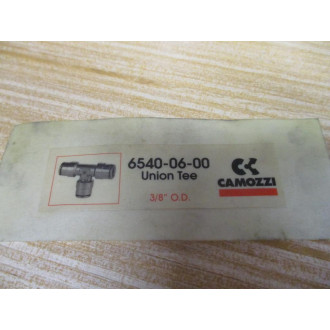 6540-06-00
Union Tee
3/8" O.D.
CAMOZZI